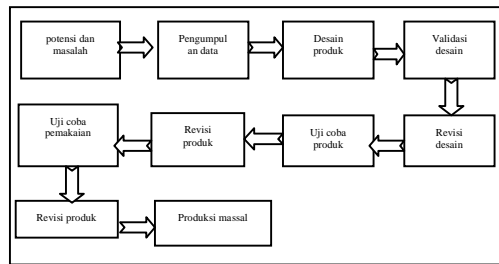 potensi dan
masalah
Pengumpul
an data
Desain
produk
Validasi
desain
Revisi
desain
Uji coba
produk
Revisi
produk
Uji coba
pemakaian
Revisi produk
Produksi massal